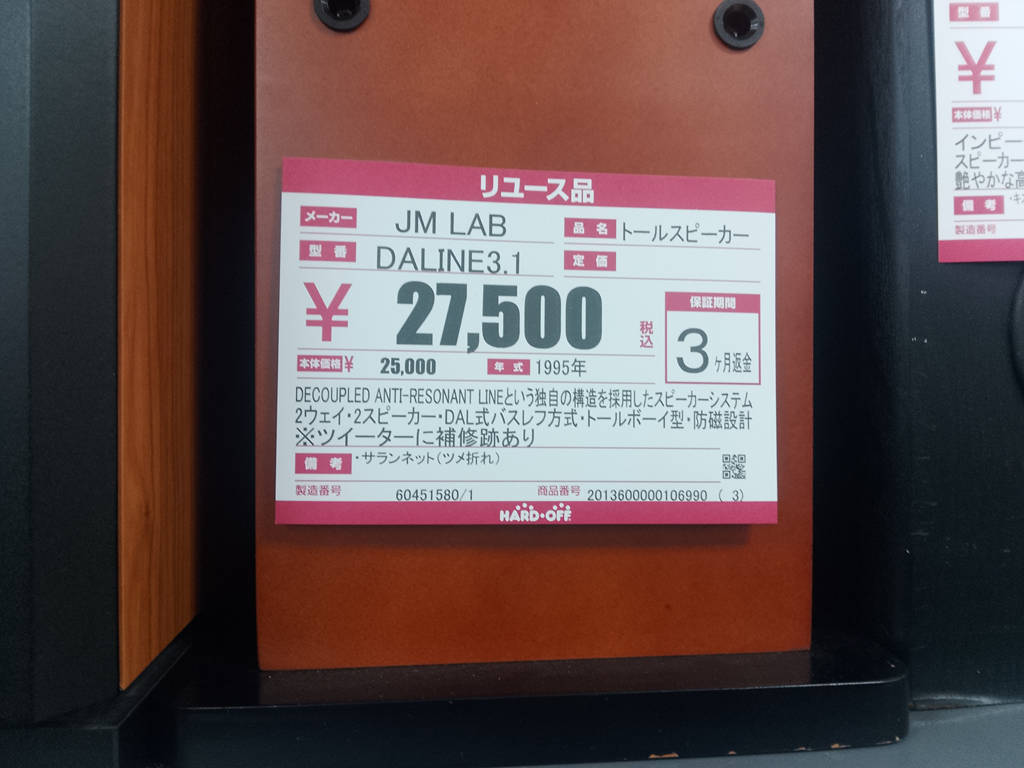 リユース品
メーカー JM LAB 品名 トールスピーカー
型番 DALINE3.1 定価
¥ 27,500 税込
保証期間
3ヶ月返金
本体価格¥ 25,000 年式 1995年
DECOUPLED ANTI-RESONANT LINEという独自の構造を採用したスピーカーシステム
2ウェイ・2スピーカー・DAL式バスレフ方式・トールボーイ型・防磁設計
※ツイーターに補修跡あり
備考 ・サランネット(ツメ折れ)
製造番号 60451580/1 商品番号 2013600000106990 ( 3)
HARD・OFF
型番
¥
本体価格¥
インピー
スピーカー
艶やかな高
備考 ・キズ
製造番号